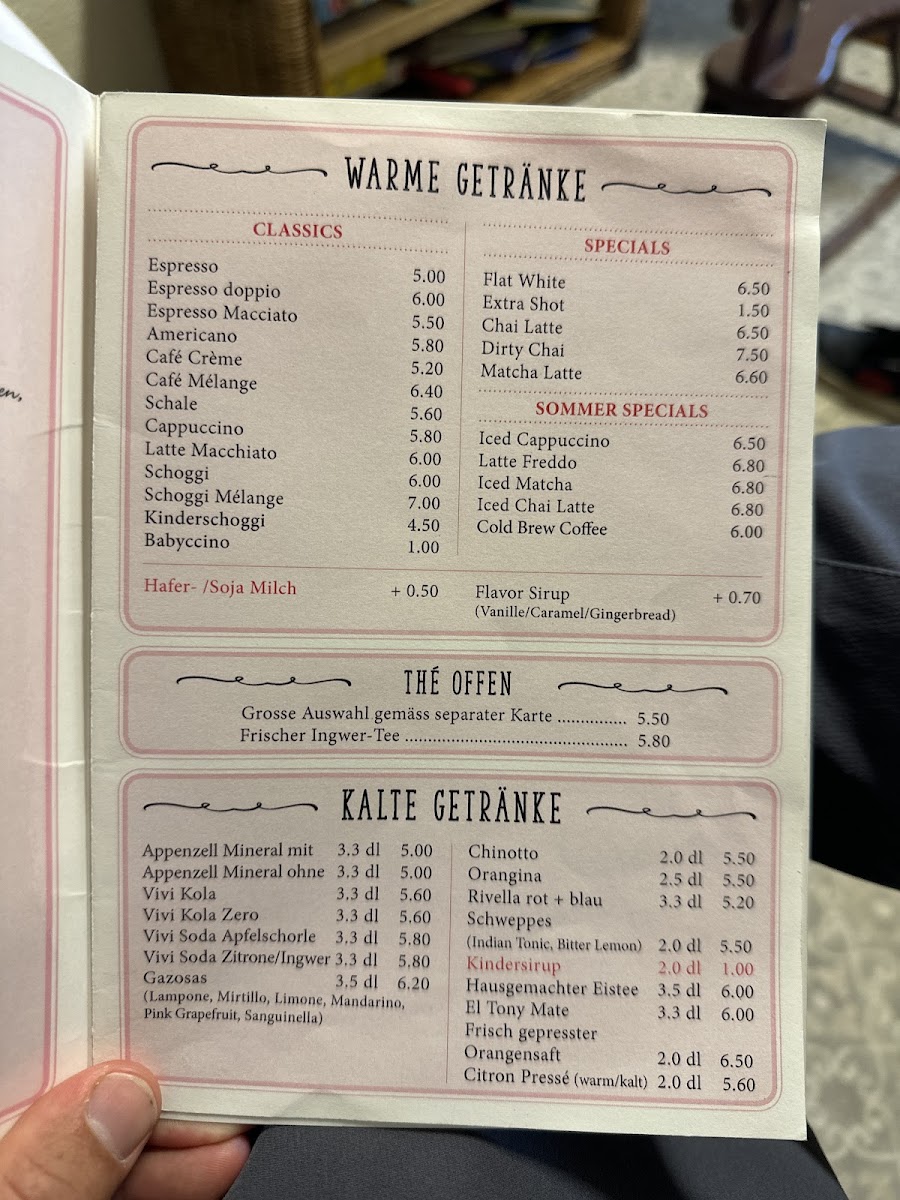 en,
WARME GETRÄNKE
CLASSICS
Espresso 5.00
Espresso doppio 6.00
Espresso Macciato 5.50
Americano 5.80
Café Crème 5.20
Café Mélange 6.40
Schale 5.60
Cappuccino 5.80
Latte Macchiato 6.00
Schoggi 6.00
Schoggi Mélange 7.00
Kinderschoggi 4.50
Babyccino 1.00
SPECIALS
Flat White 6.50
Extra Shot 1.50
Chai Latte 6.50
Dirty Chai 7.50
Matcha Latte 6.60
SOMMER SPECIALS
Iced Cappuccino 6.50
Latte Freddo 6.80
Iced Matcha 6.80
Iced Chai Latte 6.80
Cold Brew Coffee 6.00
Hafer- /Soja Milch + 0.50
Flavor Sirup + 0.70
(Vanille/Caramel/Gingerbread)
THÉ OFFEN
Grosse Auswahl gemäss separater Karte ............... 5.50
Frischer Ingwer-Tee ................................................ 5.80
KALTE GETRÄNKE
Appenzell Mineral mit 3.3 dl 5.00
Appenzell Mineral ohne 3.3 dl 5.00
Vivi Kola 3.3 dl 5.60
Vivi Kola Zero 3.3 dl 5.60
Vivi Soda Apfelschorle 3.3 dl 5.80
Vivi Soda Zitrone/Ingwer 3.3 dl 5.80
Gazosas 3.5 dl 6.20
(Lampone, Mirtillo, Limone, Mandarino,
Pink Grapefruit, Sanguinella)
Chinotto 2.0 dl 5.50
Orangina 2.5 dl 5.50
Rivella rot + blau 3.3 dl 5.20
Schweppes
(Indian Tonic, Bitter Lemon) 2.0 dl 5.50
Kindersirup 2.0 dl 1.00
Hausgemachter Eistee 3.5 dl 6.00
El Tony Mate 3.3 dl 6.00
Frisch gepresster
Orangensaft 2.0 dl 6.50
Citron Pressé (warm/kalt) 2.0 dl 5.60